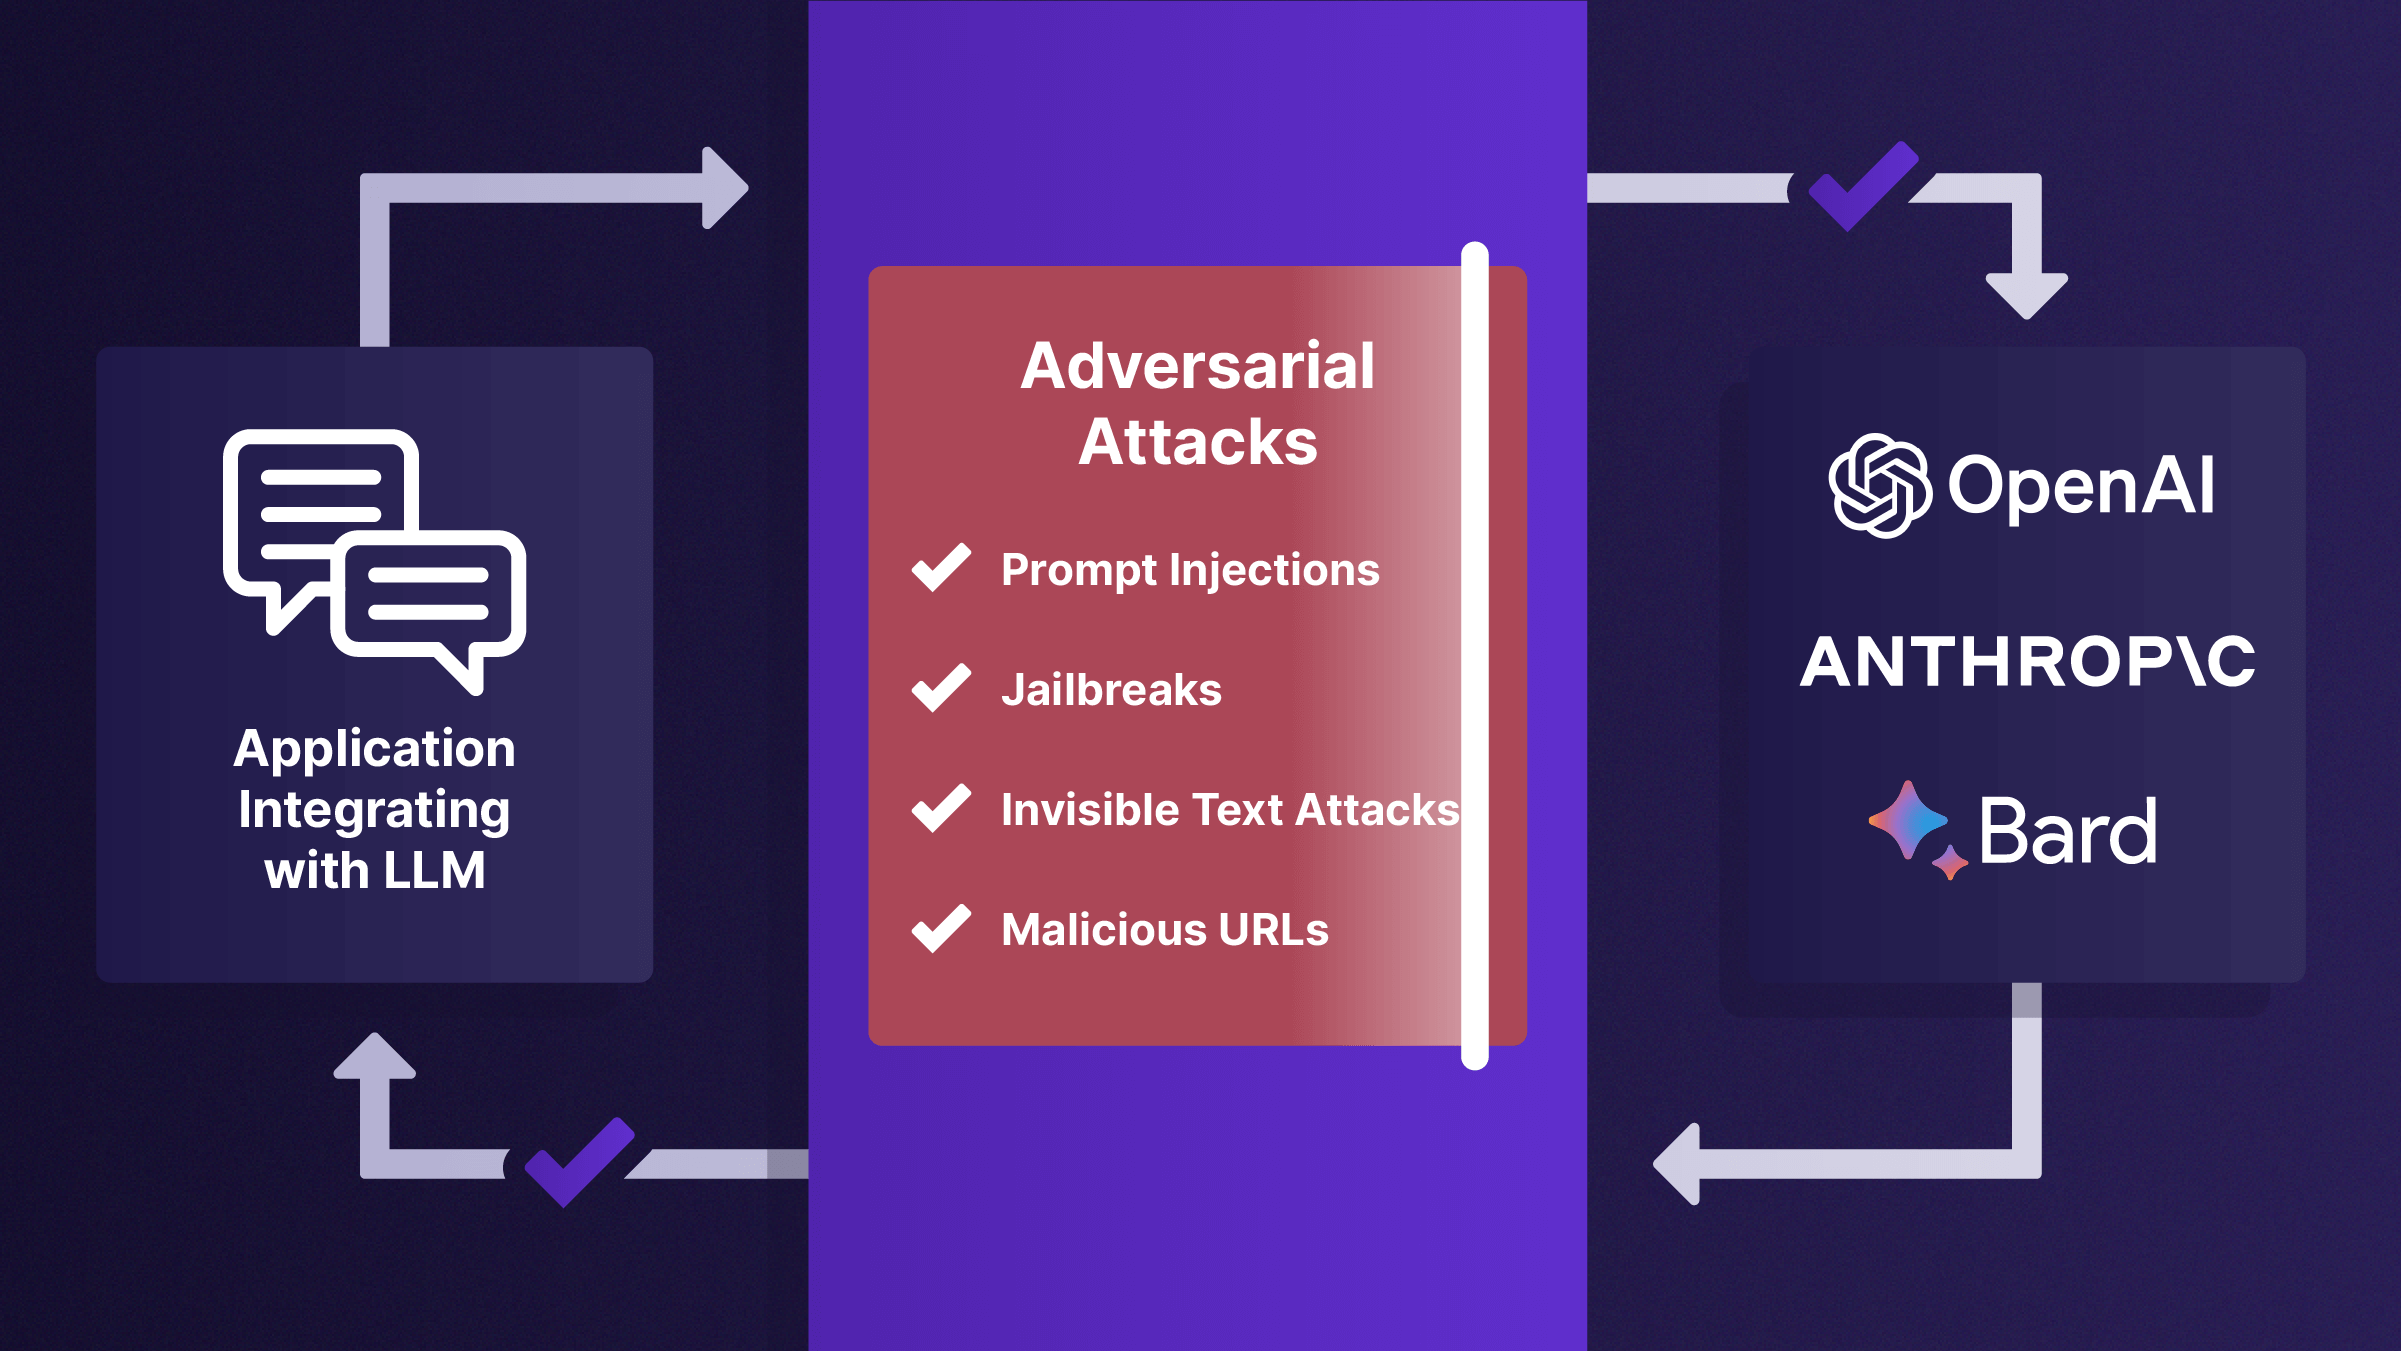 Application
Integrating
with LLM
Adversarial
Attacks
Prompt Injections
Jailbreaks
Invisible Text Attacks
Malicious URLs
OpenAI
ANTHROP\C
Bard